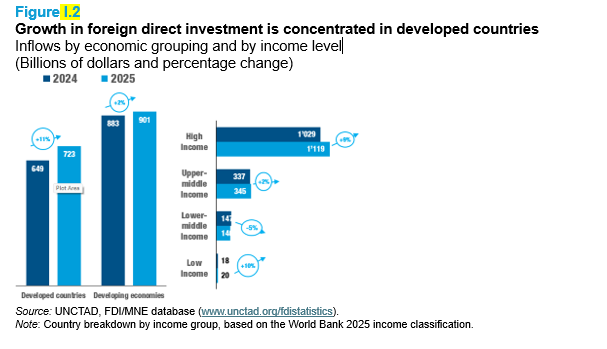 Figure I.2
Growth in foreign direct investment is concentrated in developed countries
Inflows by economic grouping and by income level
(Billions of dollars and percentage change)
2024 2025
+11%
649
723
Plot Area
+2%
883
901
Developed countries Developing economies
High
Income
1'029
1'119
+9%
Upper-
middle
Income
337
345
+2%
Lower-
middle
Income
147
-5%
Low
Income
18
20
+10%
Source: UNCTAD, FDI/MNE database (www.unctad.org/fdistatistics).
Note: Country breakdown by income group, based on the World Bank 2025 income classification.